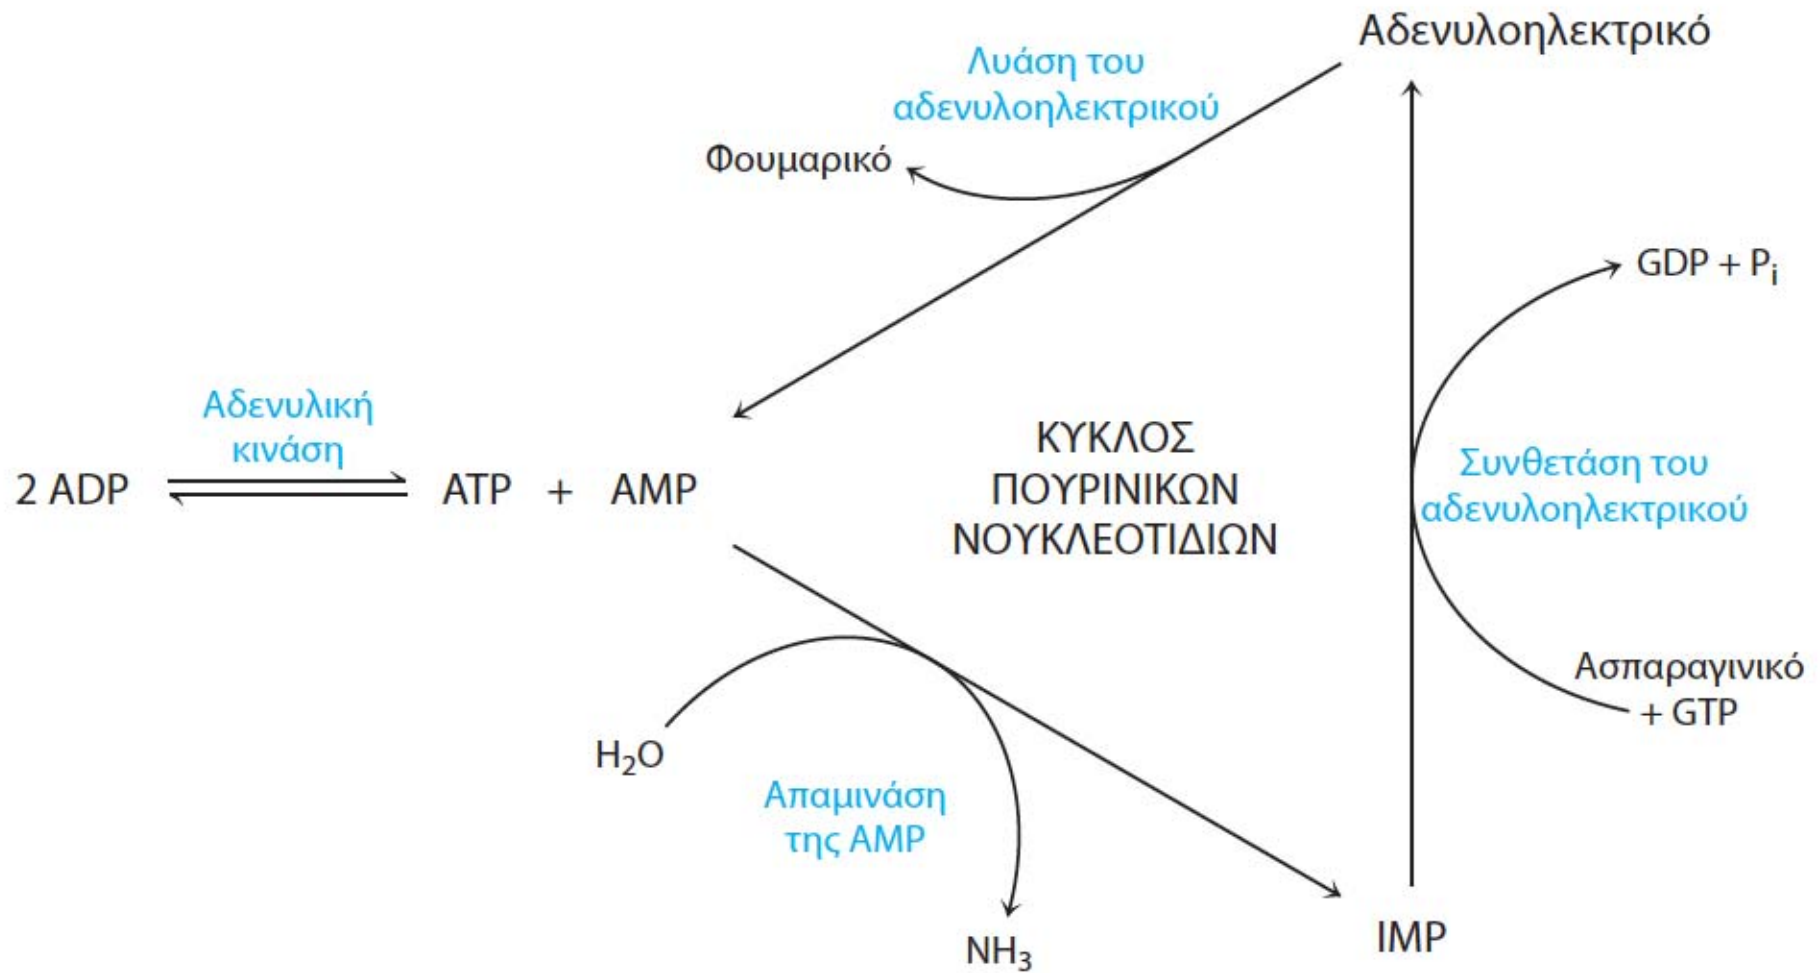 Αδενυλοηλεκτρικό
Λυάση του
αδενυλοηλεκτρικού
Φουμαρικό
GDP + Pi
Αδενυλική
κινάση
2 ADP
ATP + AMP
ΚΥΚΛΟΣ
ΠΟΥΡΙΝΙΚΩΝ
ΝΟΥΚΛΕΟΤΙΔΙΩΝ
Συνθετάση του
αδενυλοηλεκτρικού
Ασπαραγινικό
+ GTP
H₂O
Απαμινάση
της AMP
NH₃
IMP